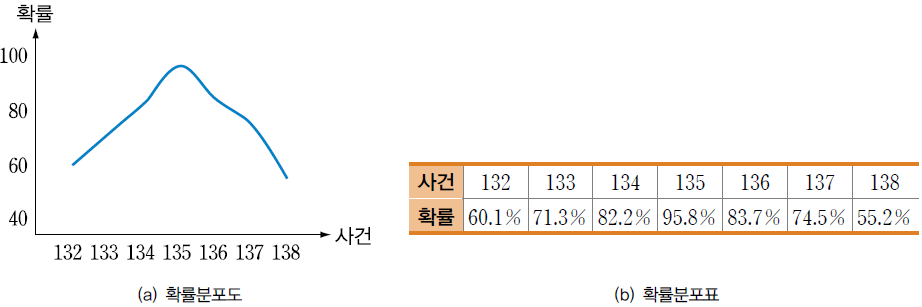 확률
100
80
60
40
132 133 134 135 136 137 138
사건
(a) 확률분포도
사건 132 133 134 135 136 137 138
확률 60.1% 71.3% 82.2% 95.8% 83.7% 74.5% 55.2%
(b) 확률분포표